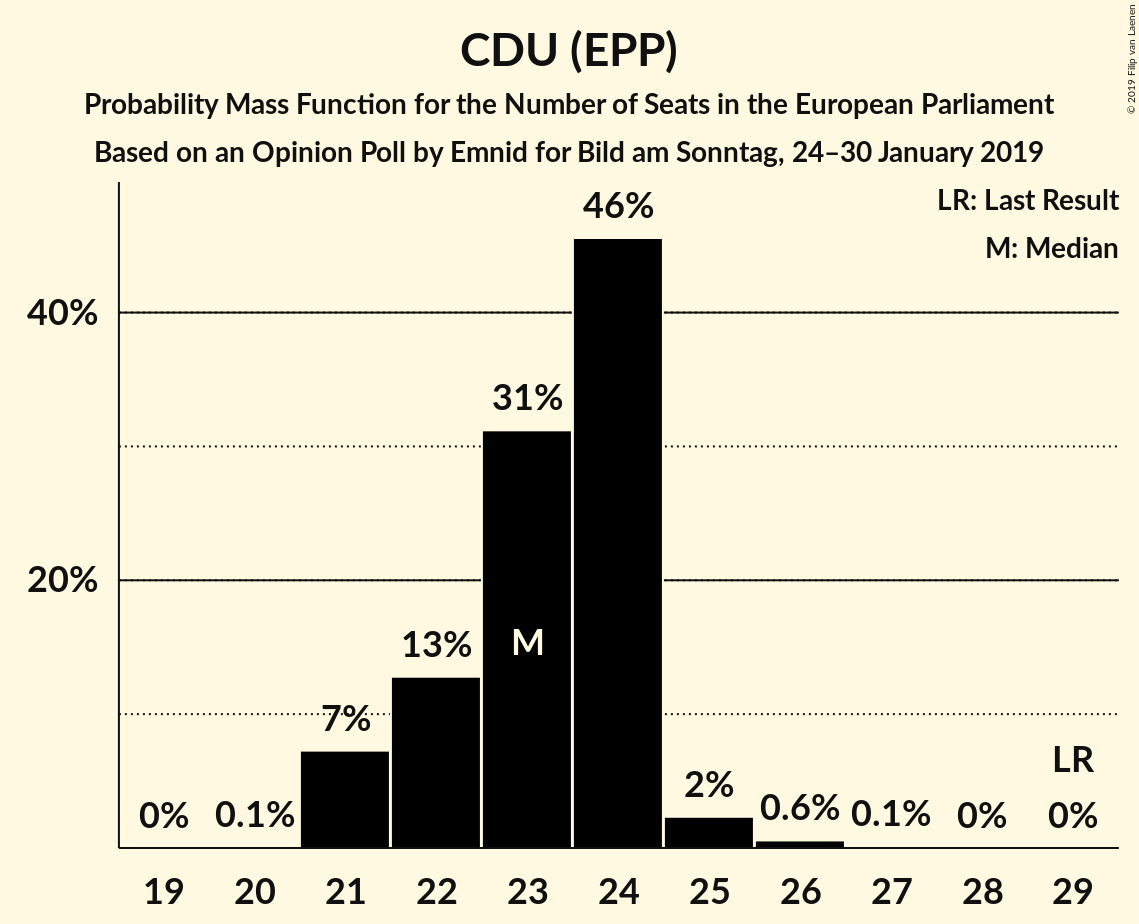 CDU (EPP)
Probability Mass Function for the Number of Seats in the European Parliament
Based on an Opinion Poll by Emnid for Bild am Sonntag, 24–30 January 2019
© 2019 Filip van Laenen
LR: Last Result
M: Median
40%
20%
0%
0.1%
7%
13%
31%
M
46%
2%
0.6%
0.1%
0%
LR
0%
19 20 21 22 23 24 25 26 27 28 29